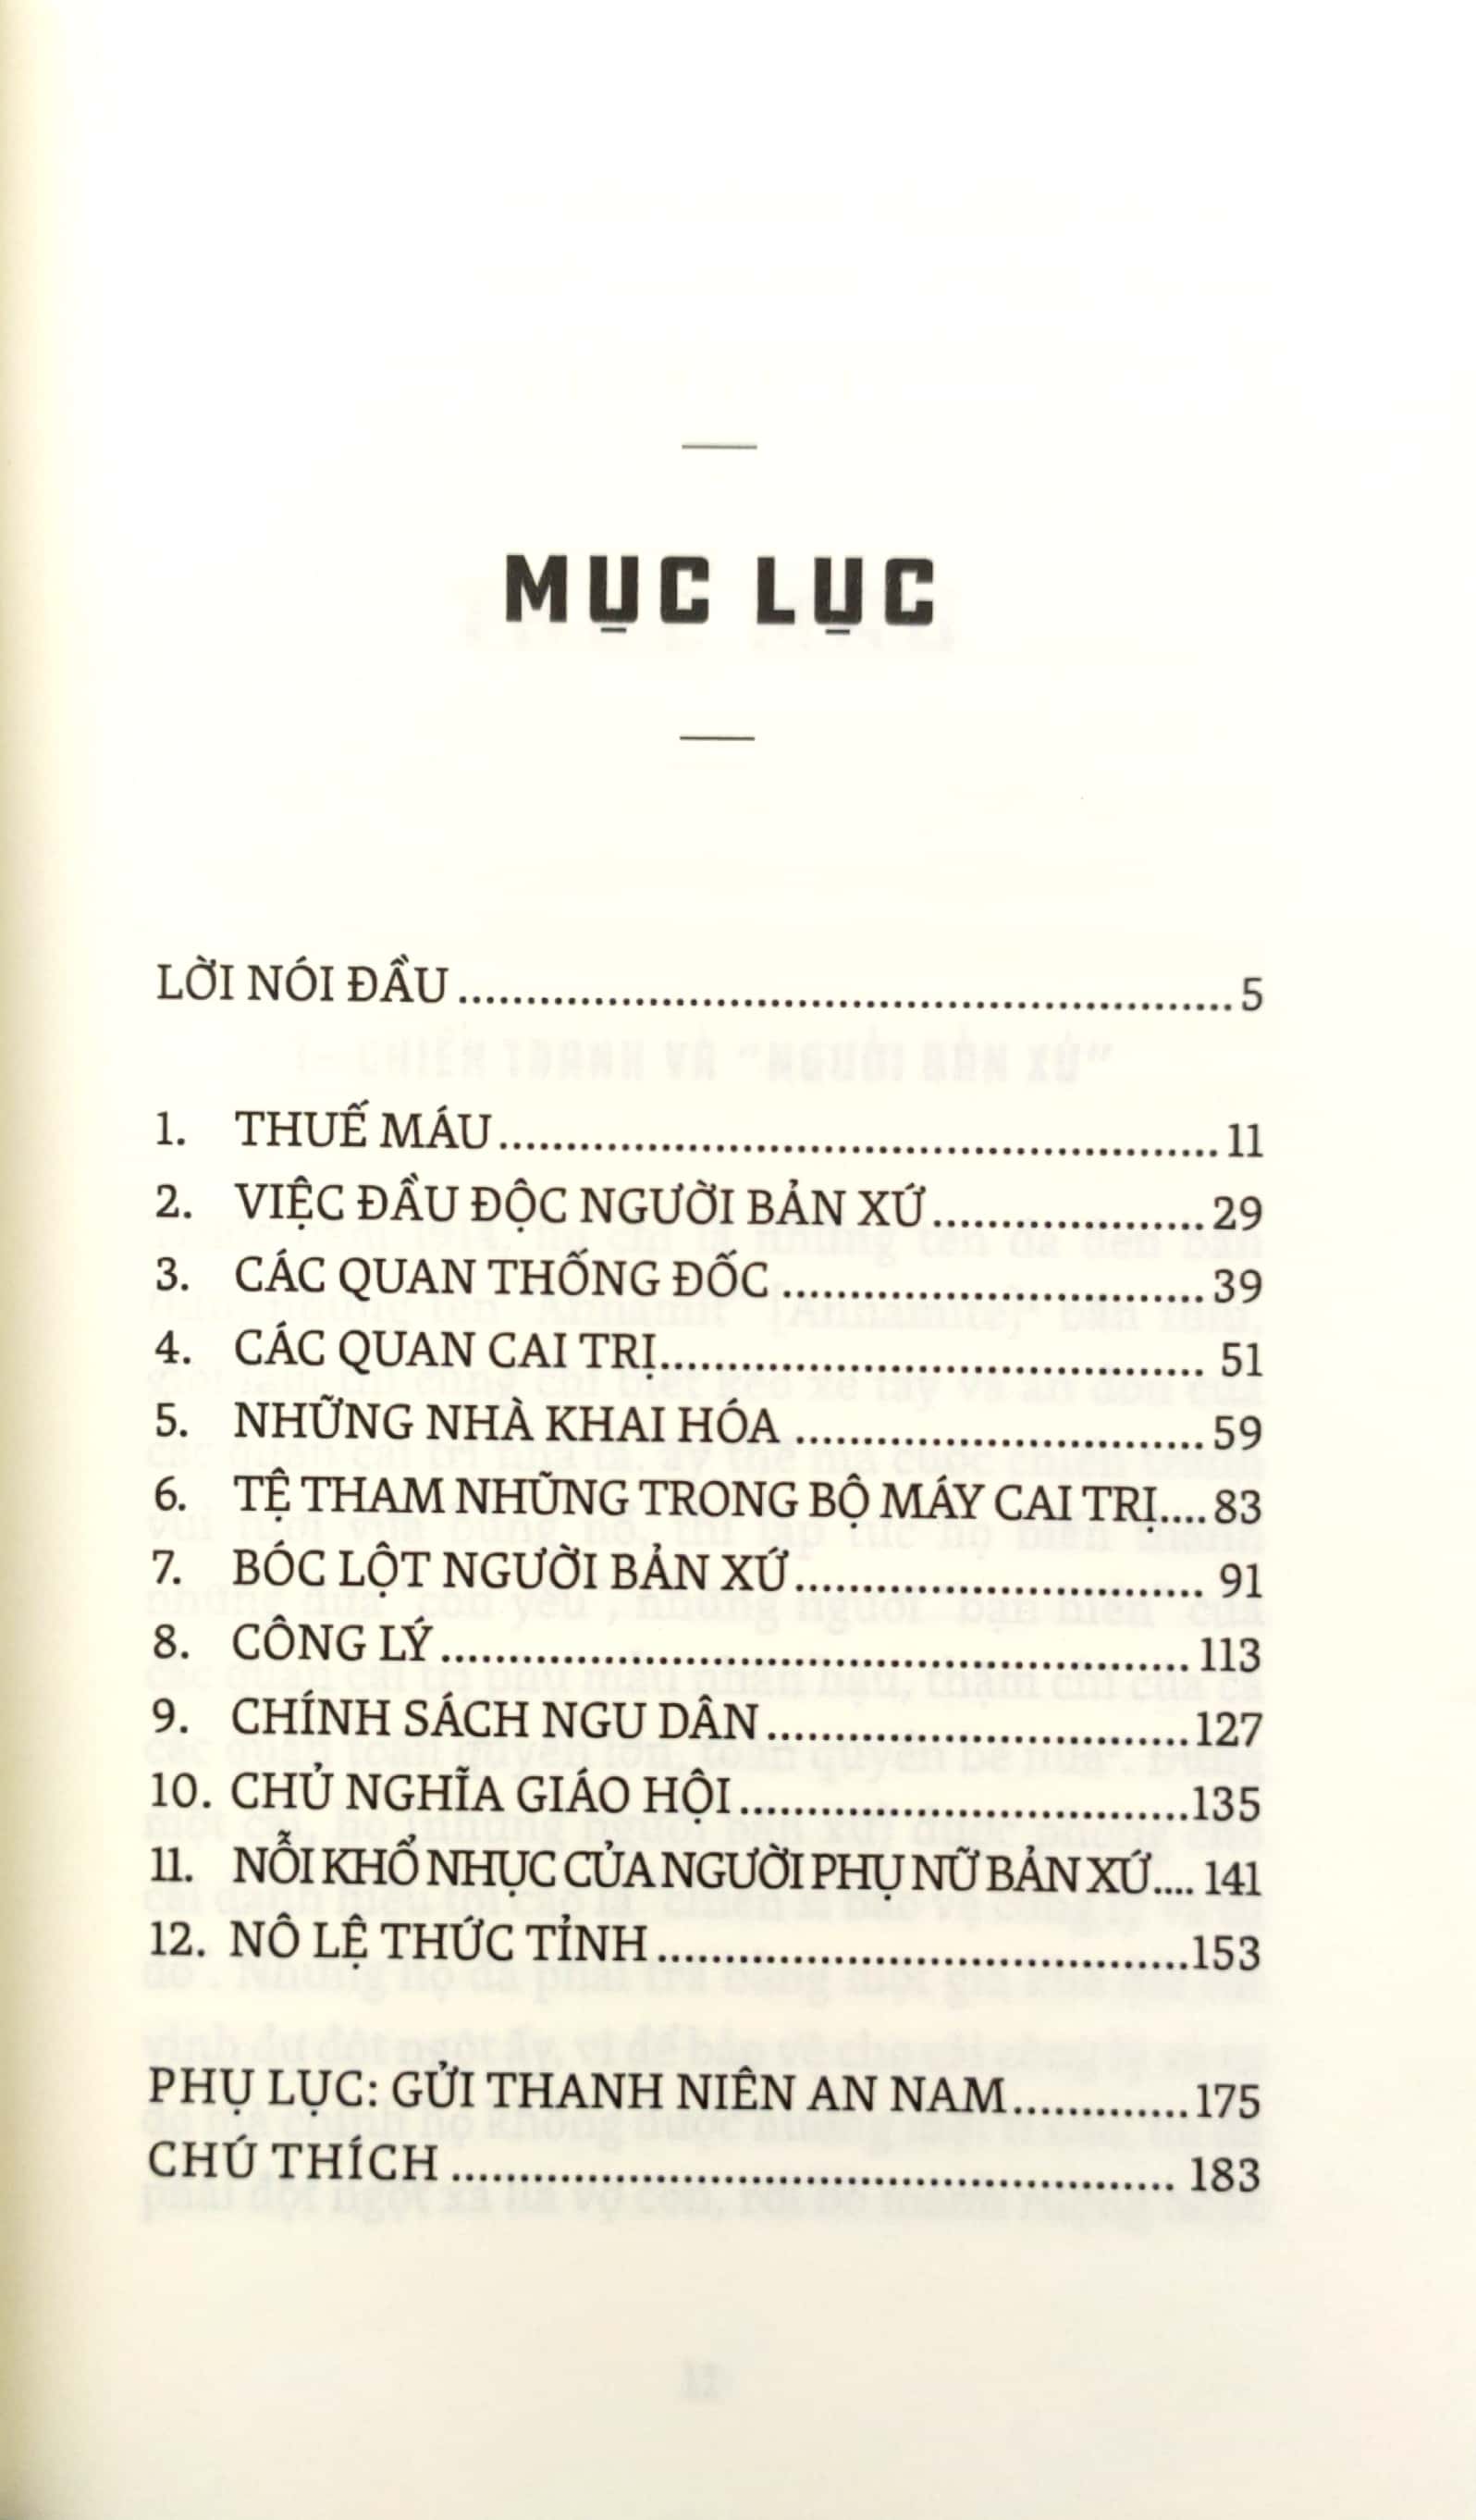 MỤC LỤC
LỜI NÓI ĐẦU.......................................................... 5
1. THUẾ MÁU...................................................... 11
2. VIỆC ĐẦU ĐỘC NGƯỜI BẢN XỨ.................... 29
3. CÁC QUAN THỐNG ĐỐC ............................... 39
4. CÁC QUAN CAI TRỊ........................................ 51
5. NHỮNG NHÀ KHAI HÓA .............................. 59
6. TỆ THAM NHŨNG TRONG BỘ MÁY CAI TRỊ.... 83
7. BÓC LỘT NGƯỜI BẢN XỨ.............................. 91
8. CÔNG LÝ........................................................ 113
9. CHÍNH SÁCH NGU DÂN............................... 127
10. CHỦ NGHĨA GIÁO HỘI................................. 135
11. NỖI KHỔ NHỤC CỦA NGƯỜI PHỤ NỮ BẢN XỨ.... 141
12. NÔ LỆ THỨC TỈNH....................................... 153
PHỤ LỤC: GỬI THANH NIÊN AN NAM............. 175
CHÚ THÍCH ...................................................... 183